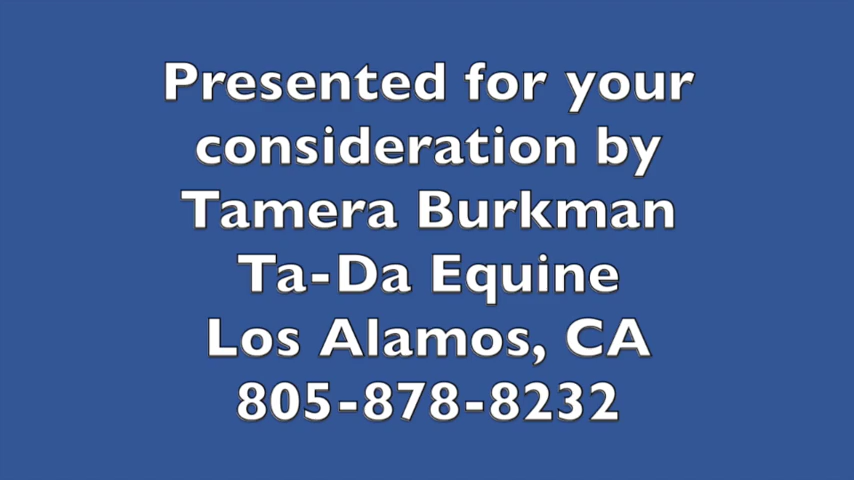 Presented for your
consideration by
Tamera Burkman
Ta-Da Equine
Los Alamos, CA
805-878-8232